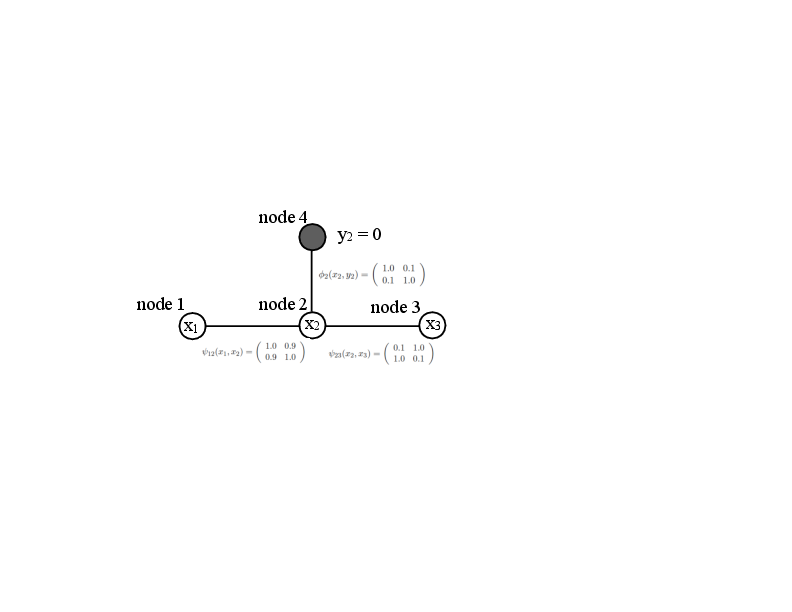 node 4
y₂ = 0
ϕ₂(x₂, y₂) = ( 1.0 0.1
0.1 1.0 )
node 1
node 2
node 3
x₁
x₂
x₃
ψ₁₂(x₁, x₂) = ( 1.0 0.9
0.9 1.0 )
ψ₂₃(x₂, x₃) = ( 0.1 1.0
1.0 0.1 )